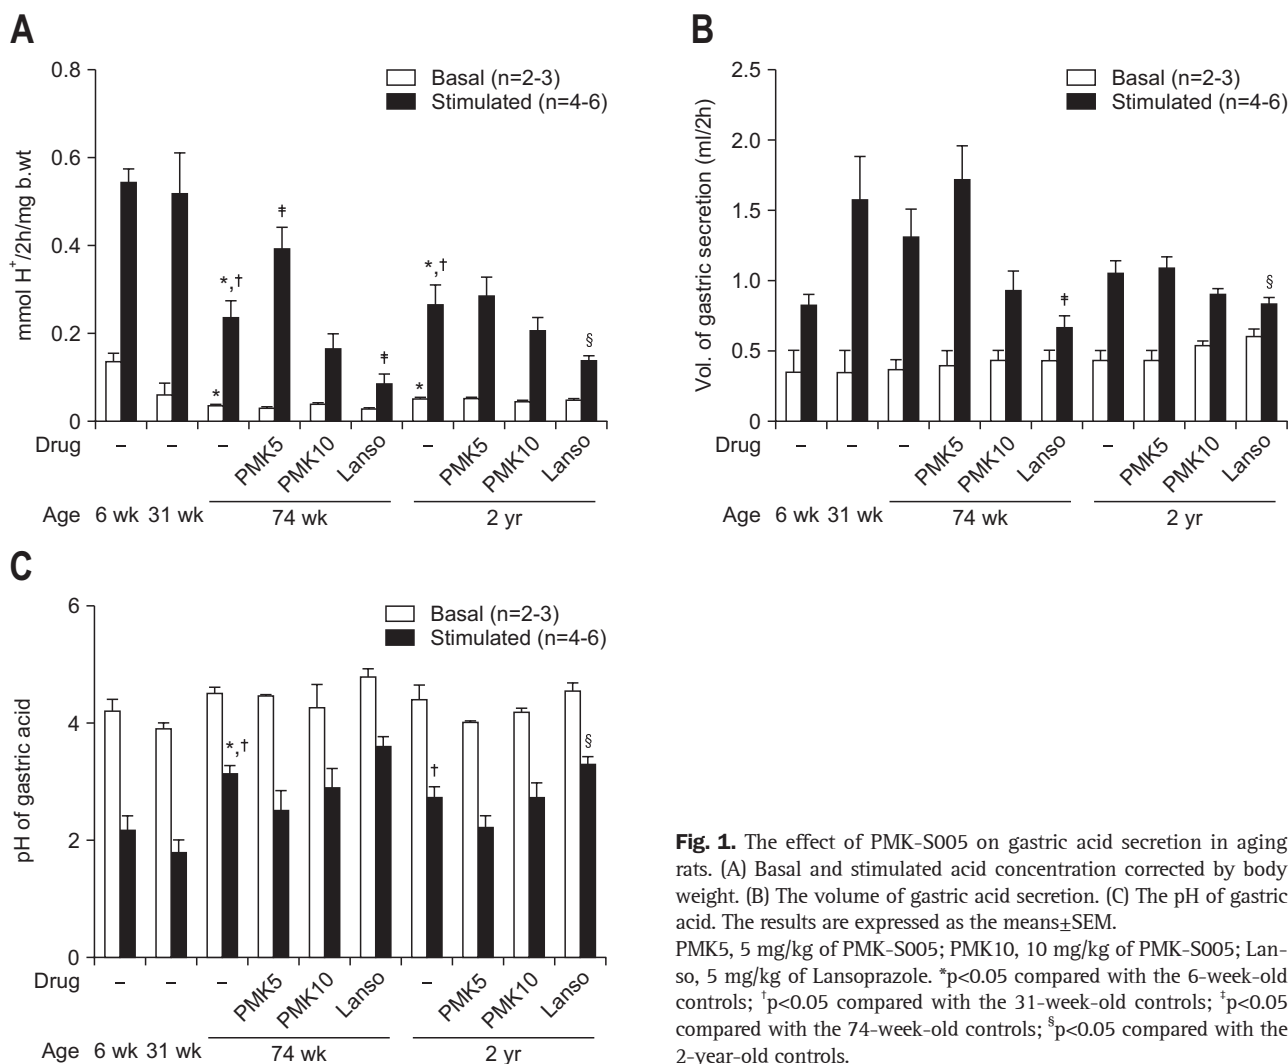 A
mmol H⁺/2h/mg b.wt
0.8
0.6
0.4
0.2
0
Basal (n=2-3)
Stimulated (n=4-6)
*
*,†
ǂ
ǂ
*
*,†
§
Drug – – – PMK5 PMK10 Lanso – PMK5 PMK10 Lanso
Age 6 wk 31 wk 74 wk 2 yr
B
Vol. of gastric secretion (ml/2h)
2.5
2.0
1.5
1.0
0.5
0
Basal (n=2-3)
Stimulated (n=4-6)
ǂ
§
Drug – – – PMK5 PMK10 Lanso – PMK5 PMK10 Lanso
Age 6 wk 31 wk 74 wk 2 yr
C
pH of gastric acid
6
4
2
0
Basal (n=2-3)
Stimulated (n=4-6)
*,†
†
§
Drug – – – PMK5 PMK10 Lanso – PMK5 PMK10 Lanso
Age 6 wk 31 wk 74 wk 2 yr
Fig. 1. The effect of PMK-S005 on gastric acid secretion in aging
rats. (A) Basal and stimulated acid concentration corrected by body
weight. (B) The volume of gastric acid secretion. (C) The pH of gastric
acid. The results are expressed as the means±SEM.
PMK5, 5 mg/kg of PMK-S005; PMK10, 10 mg/kg of PMK-S005; Lan-
so, 5 mg/kg of Lansoprazole. *p<0.05 compared with the 6-week-old
controls; †p<0.05 compared with the 31-week-old controls; ‡p<0.05
compared with the 74-week-old controls; §p<0.05 compared with the
2-year-old controls.